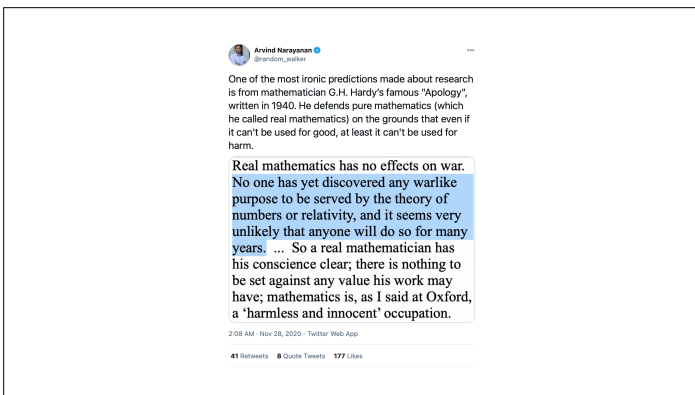 Arvind Narayanan
@random_walker
One of the most ironic predictions made about research
is from mathematician G.H. Hardy’s famous "Apology",
written in 1940. He defends pure mathematics (which
he called real mathematics) on the grounds that even if
it can't be used for good, at least it can't be used for
harm.
Real mathematics has no effects on war.
No one has yet discovered any warlike
purpose to be served by the theory of
numbers or relativity, and it seems very
unlikely that anyone will do so for many
years. ... So a real mathematician has
his conscience clear; there is nothing to
be set against any value his work may
have; mathematics is, as I said at Oxford,
a ‘harmless and innocent’ occupation.
2:08 AM · Nov 28, 2020 · Twitter Web App
41 Retweets 8 Quote Tweets 177 Likes